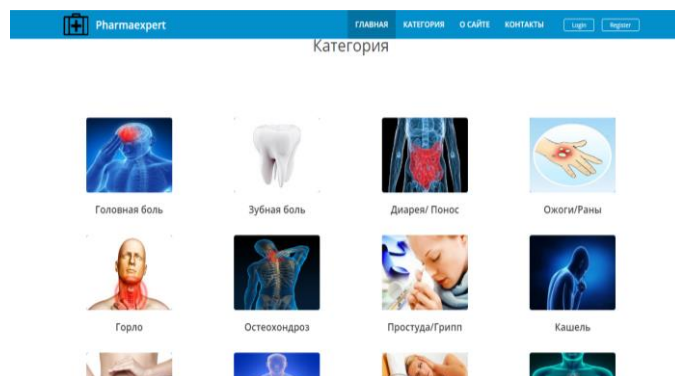 Pharmaexpert ГЛАВНАЯ КАТЕГОРИЯ О САЙТЕ КОНТАКТЫ Login Register
Категория
Головная боль Зубная боль Диарея/ Понос Ожоги/Раны
Горло Остеохондроз Простуда/Грипп Кашель